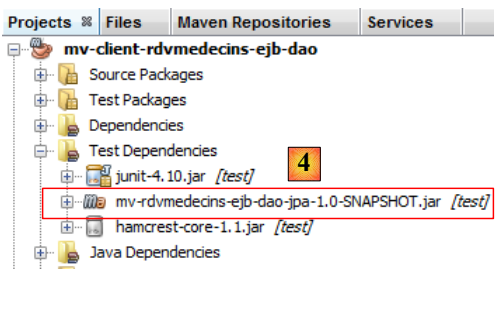 Projects Files Maven Repositories Services
mv-client-rdvmedecins-ejb-dao
Source Packages
Test Packages
Dependencies
Test Dependencies
4
junit-4.10.jar [test]
mv-rdvmedecins-ejb-dao-jpa-1.0-SNAPSHOT.jar [test]
hamcrest-core-1.1.jar [test]
Java Dependencies